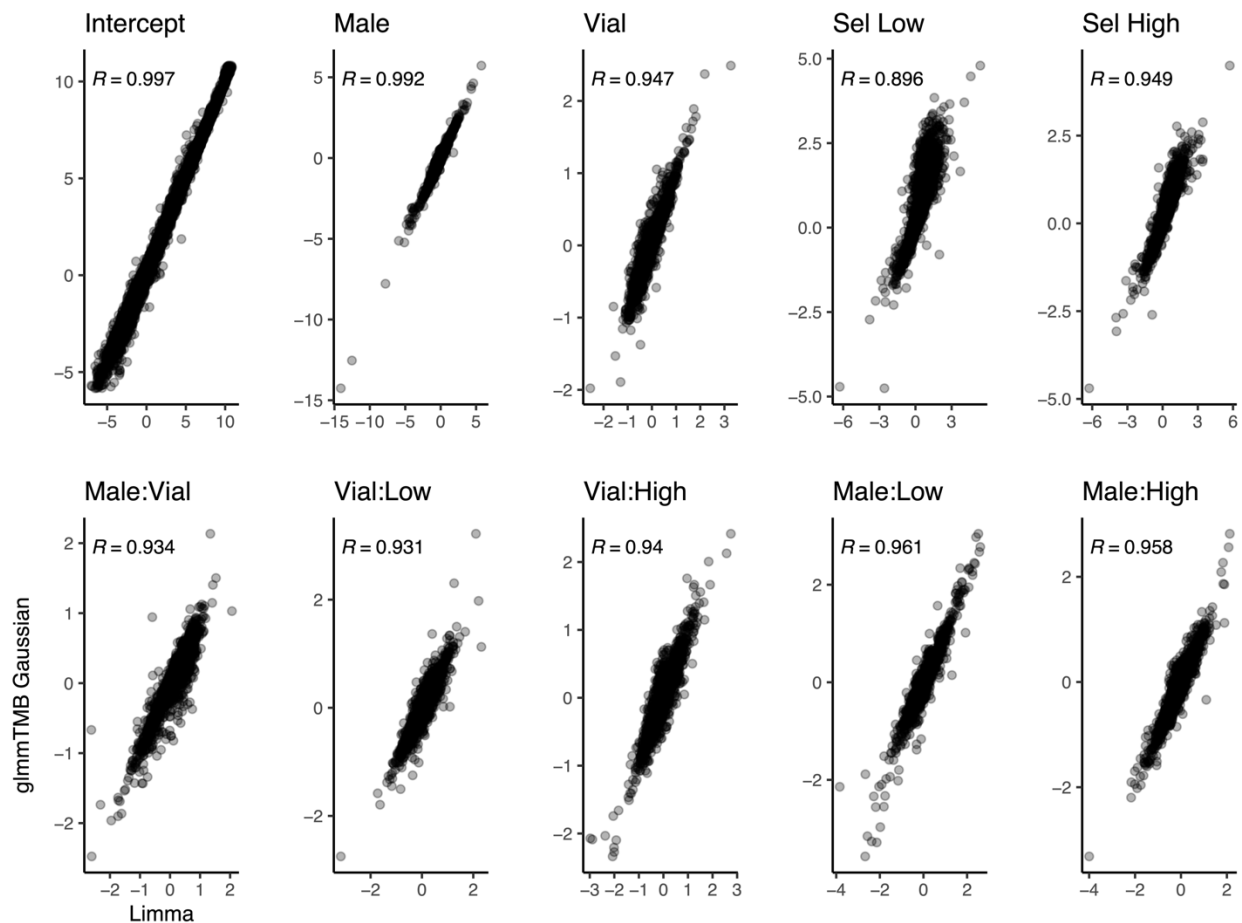 Intercept
Male
Vial
Sel Low
Sel High
R = 0.997
R = 0.992
R = 0.947
R = 0.896
R = 0.949
10
5
0
−5
5
0
−5
−10
−15
2
1
0
−1
−2
5.0
2.5
0.0
−2.5
−5.0
5.0
2.5
0.0
−2.5
−5.0
−5 0 5 10
−15 −10 −5 0 5
−2 −1 0 1 2 3
−6 −3 0 3
−6 −3 0 3 6
Male:Vial
Vial:Low
Vial:High
Male:Low
Male:High
R = 0.934
R = 0.931
R = 0.94
R = 0.961
R = 0.958
2
1
0
−1
−2
2
0
−2
2
1
0
−1
−2
2
0
−2
2
0
−2
−2 −1 0 1 2
−2 0 2
−3 −2 −1 0 1 2 3
−4 −2 0 2
−4 −2 0 2
glmmTMB Gaussian
Limma